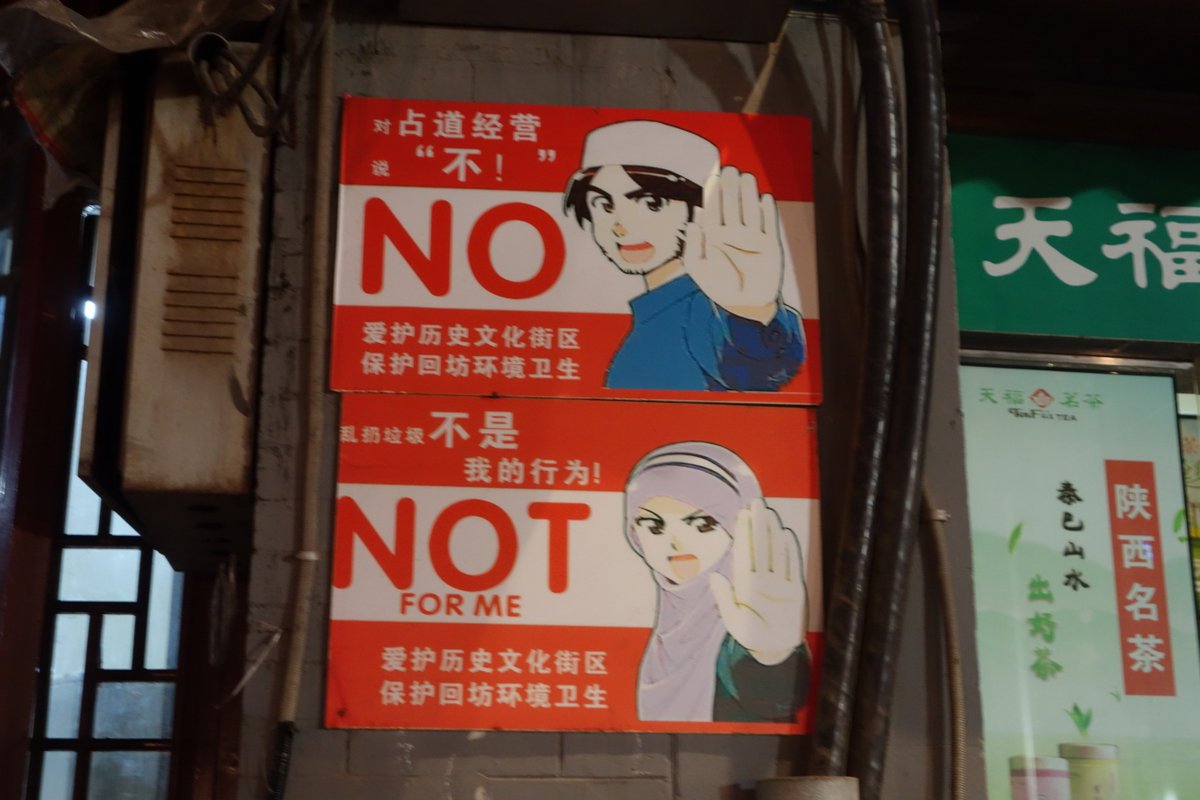 对占道经营
说“不！”
NO
爱护历史文化街区
保护回坊环境卫生
乱扔垃圾不是
我的行为!
NOT
FOR ME
爱护历史文化街区
保护回坊环境卫生
天福
天福茗茶
TenFu's TEA
陕西名茶
秦巴山水
出好茶